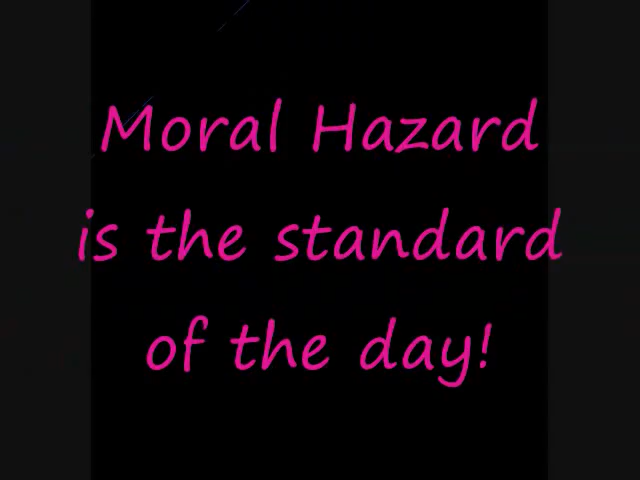 Moral Hazard
is the standard
of the day!